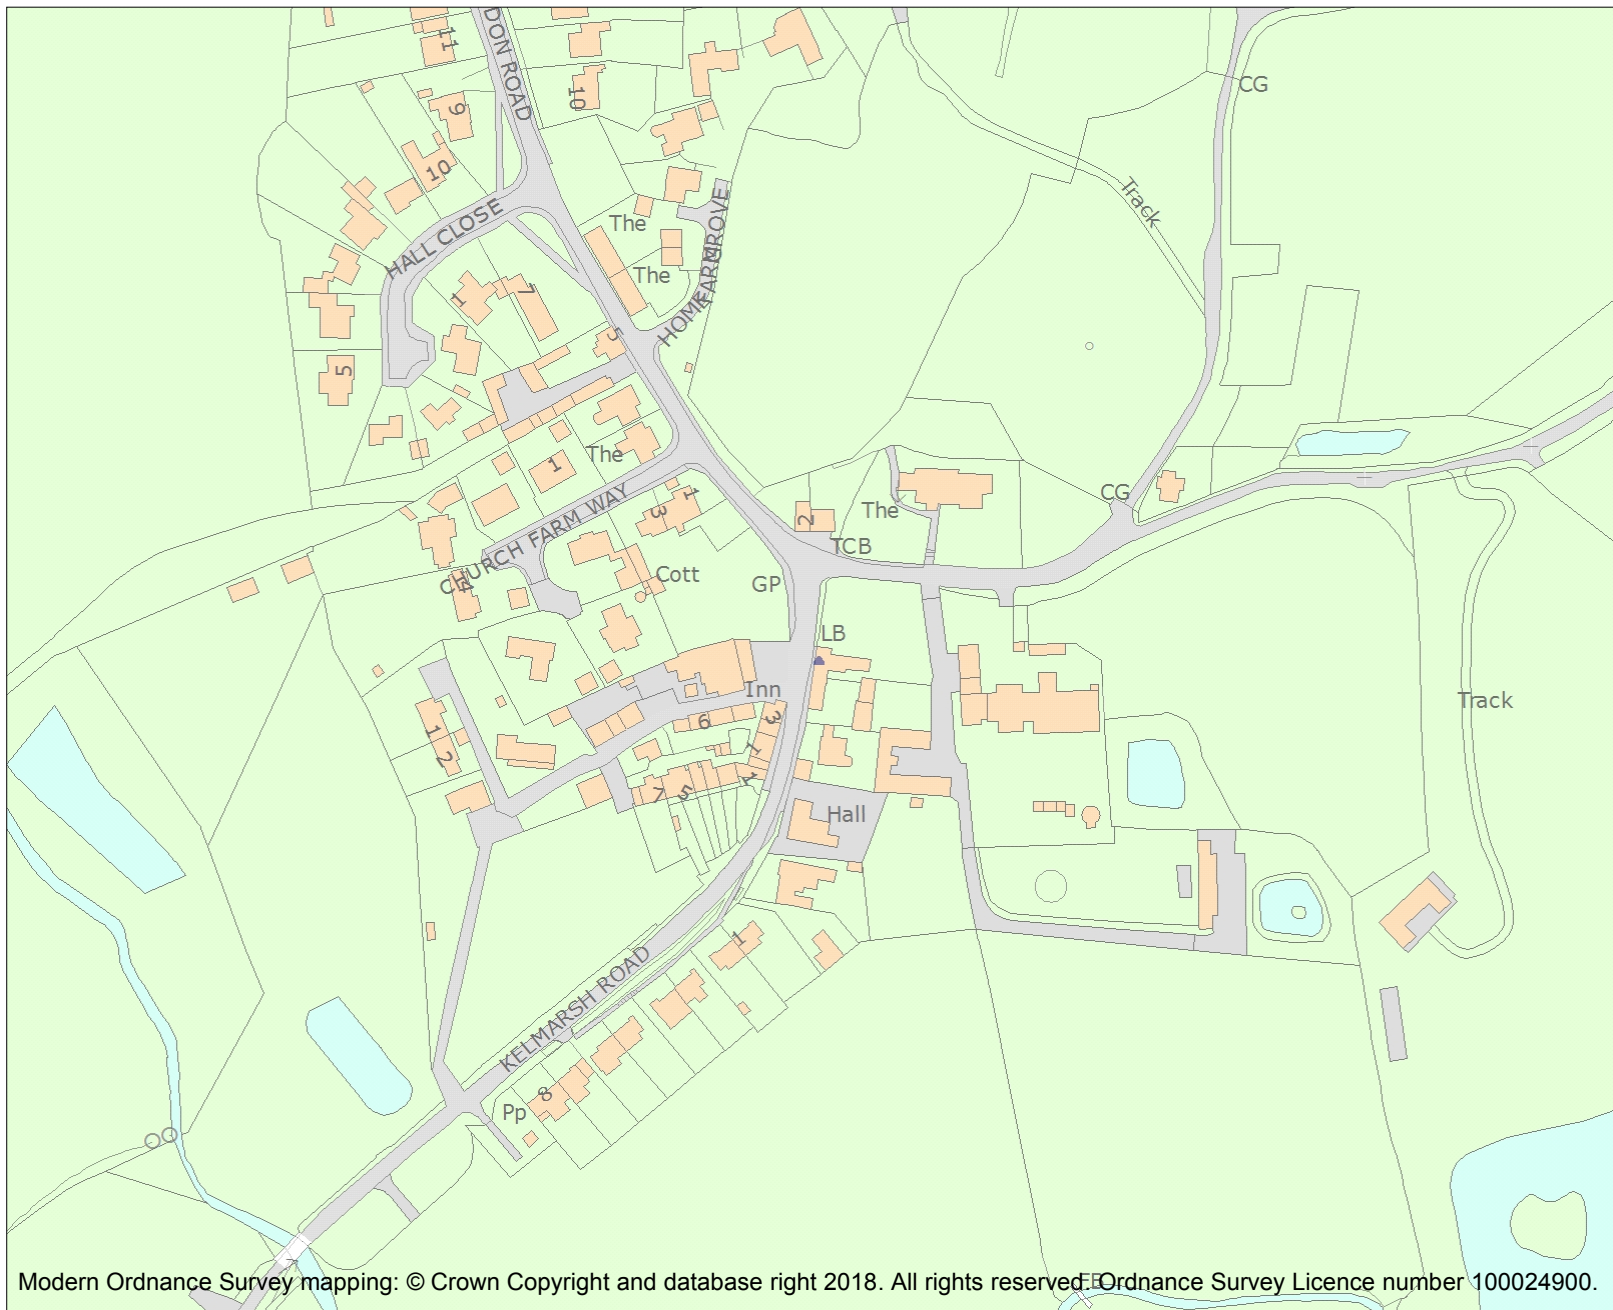 DON ROAD
11
9
10
10
CG
Track
HALL CLOSE
The
The
HOME FARM GROVE
1
7
5
5
The
1
CHURCH FARM WAY
1
3
2
The
TCB
CG
4
Cott
GP
LB
Inn
6
3
1
2
1
1
7
5
Hall
Track
KELMARSH ROAD
1
8
Pp
FB
Modern Ordnance Survey mapping: © Crown Copyright and database right 2018. All rights reserved. Ordnance Survey Licence number 100024900.